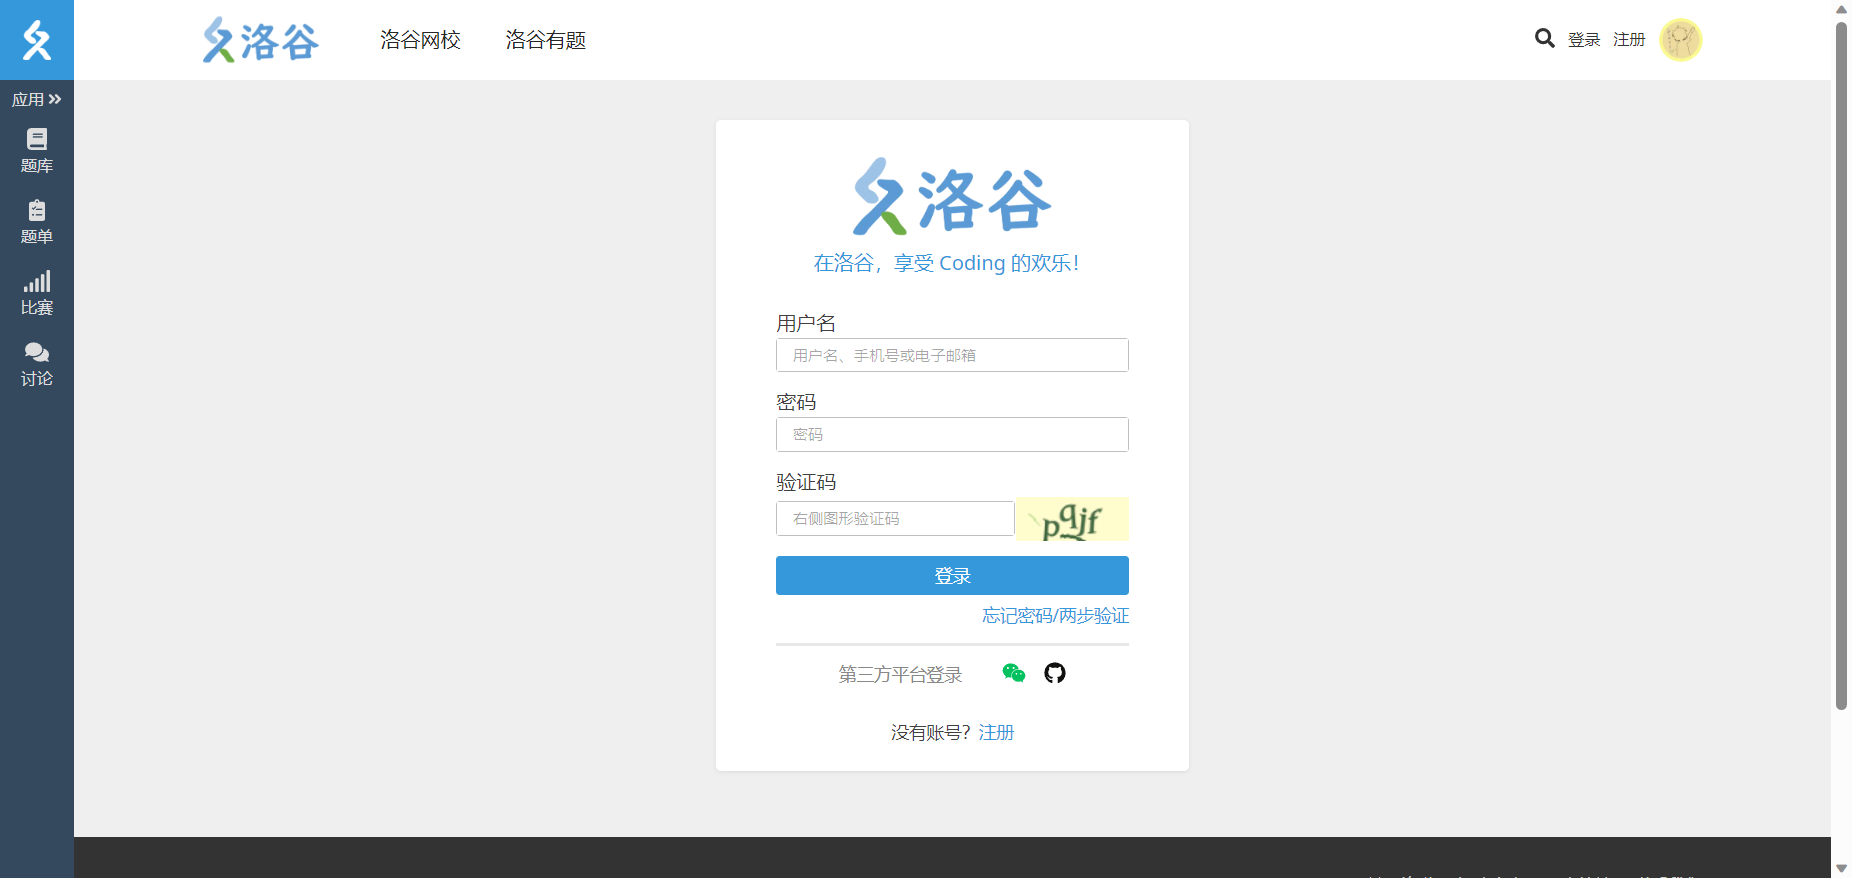 洛谷
洛谷网校
洛谷有题
登录
注册
应用
题库
题单
比赛
讨论
洛谷
在洛谷，享受 Coding 的欢乐！
用户名
用户名、手机号或电子邮箱
密码
密码
验证码
右侧图形验证码
pqjf
登录
忘记密码/两步验证
第三方平台登录
没有账号？注册